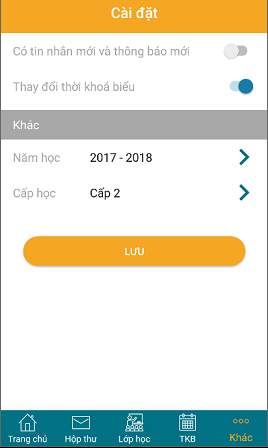 Cài đặt
Có tin nhắn mới và thông báo mới
Thay đổi thời khoá biểu
Khác
Năm học 2017 - 2018
Cấp học Cấp 2
LƯU
Trang chủ Hộp thư Lớp học TKB Khác